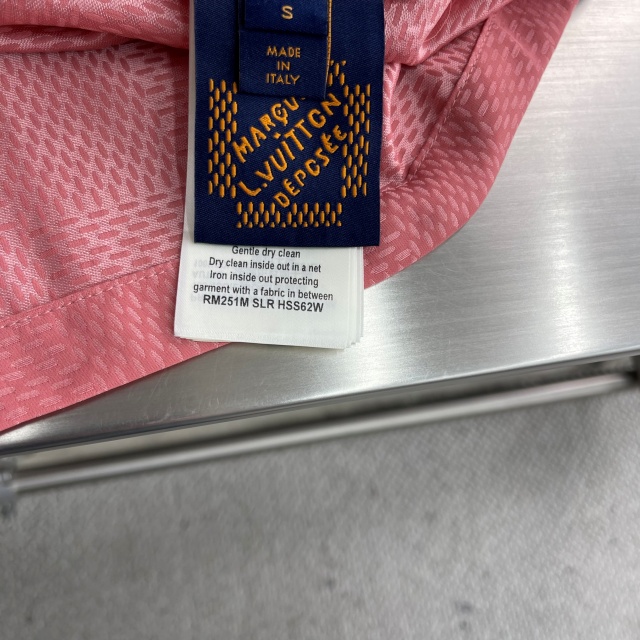 S
MADE
IN
ITALY
MARQUE
L.VUITTON
DEPOSÉE
Gentle dry clean
Dry clean inside out in a net
Iron inside out protecting
garment with a fabric in between
RM251M SLR HSS62W